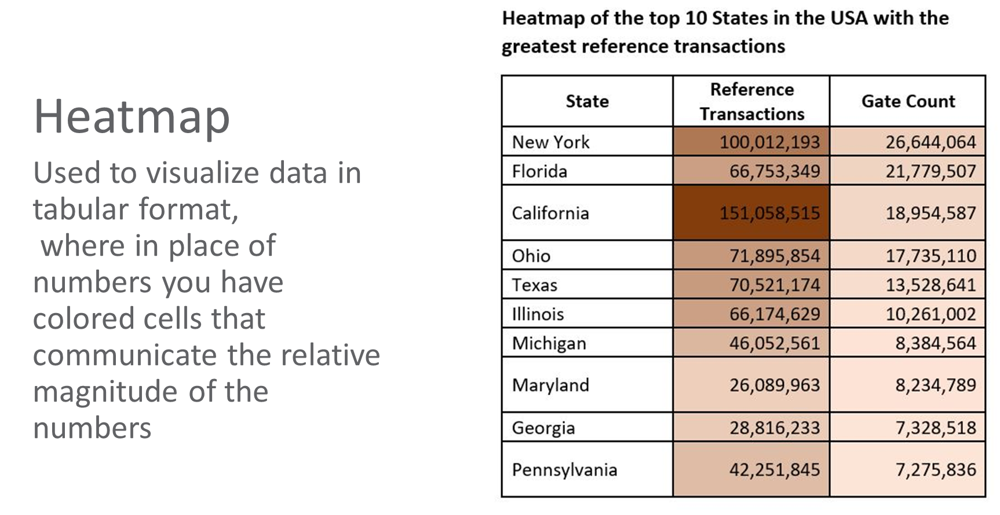 Heatmap
Used to visualize data in
tabular format,
where in place of
numbers you have
colored cells that
communicate the relative
magnitude of the
numbers
Heatmap of the top 10 States in the USA with the
greatest reference transactions
State Reference Transactions Gate Count
New York 100,012,193 26,644,064
Florida 66,753,349 21,779,507
California 151,058,515 18,954,587
Ohio 71,895,854 17,735,110
Texas 70,521,174 13,528,641
Illinois 66,174,629 10,261,002
Michigan 46,052,561 8,384,564
Maryland 26,089,963 8,234,789
Georgia 28,816,233 7,328,518
Pennsylvania 42,251,845 7,275,836